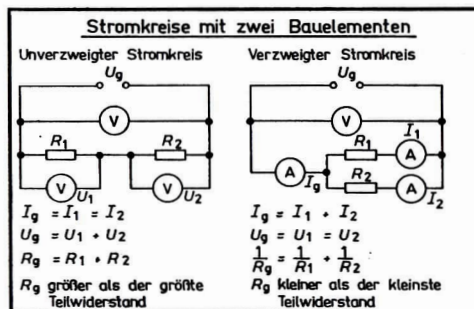 Stromkreise mit zwei Bauelementen
Unverzweigter Stromkreis
Ug
V
R1
R2
V
U1
V
U2
Ig = I1 = I2
Ug = U1 + U2
Rg = R1 + R2
Rg größer als der größte
Teilwiderstand
Verzweigter Stromkreis
Ug
V
R1
I1
A
A
Ig
R2
A
I2
Ig = I1 + I2
Ug = U1 = U2
1/Rg = 1/R1 + 1/R2
Rg kleiner als der kleinste
Teilwiderstand